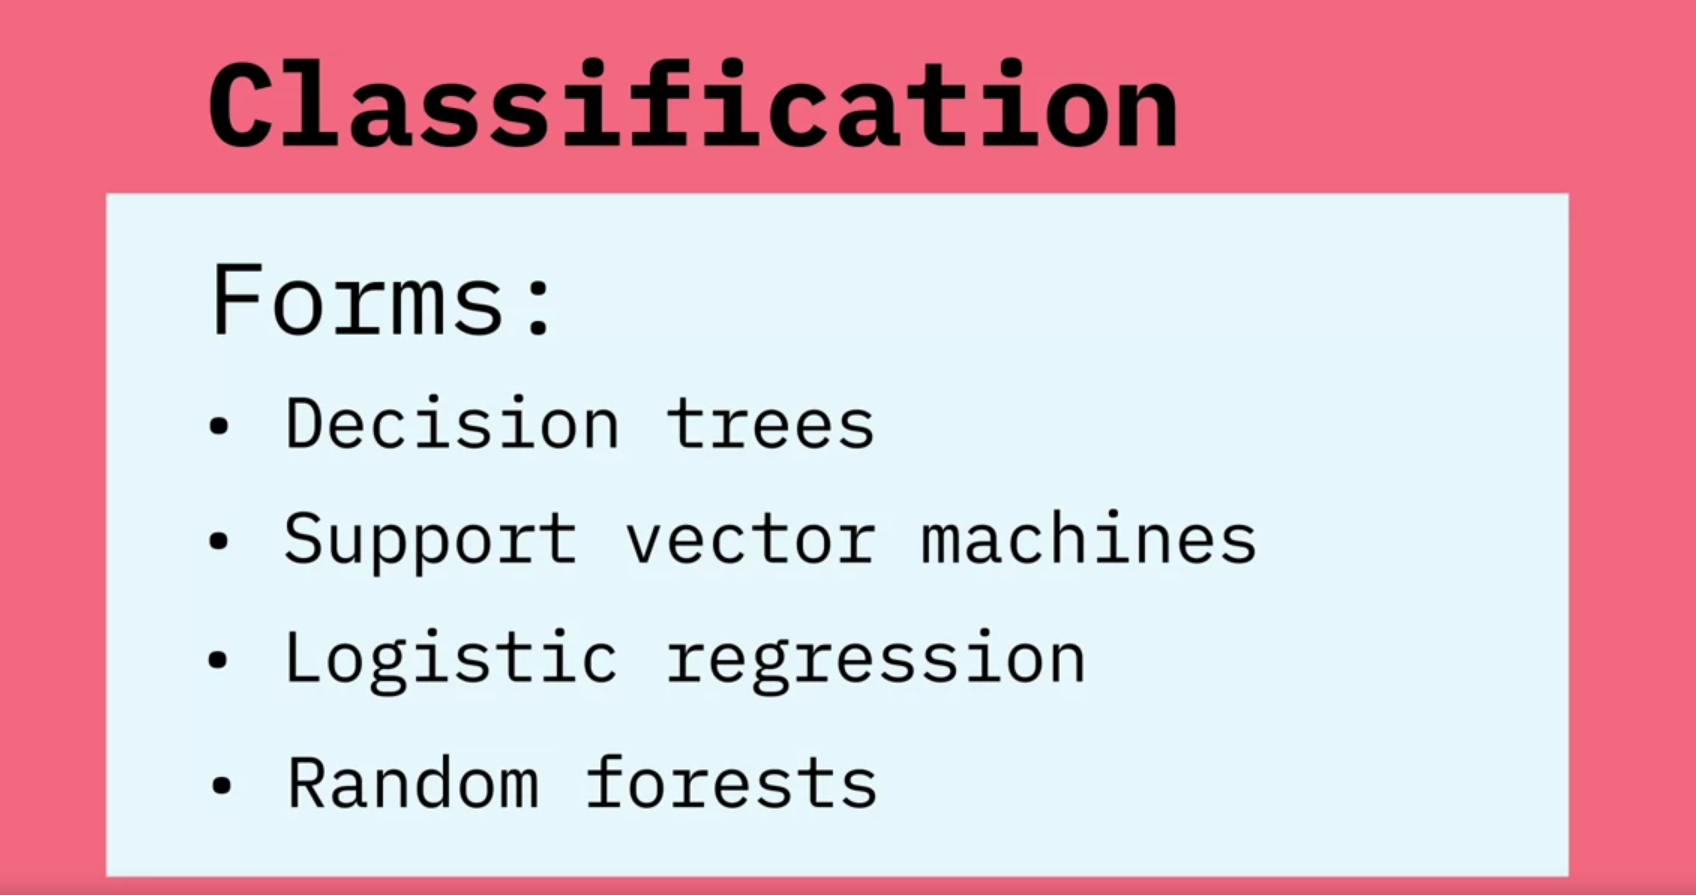 Classification
Forms:
• Decision trees
• Support vector machines
• Logistic regression
• Random forests